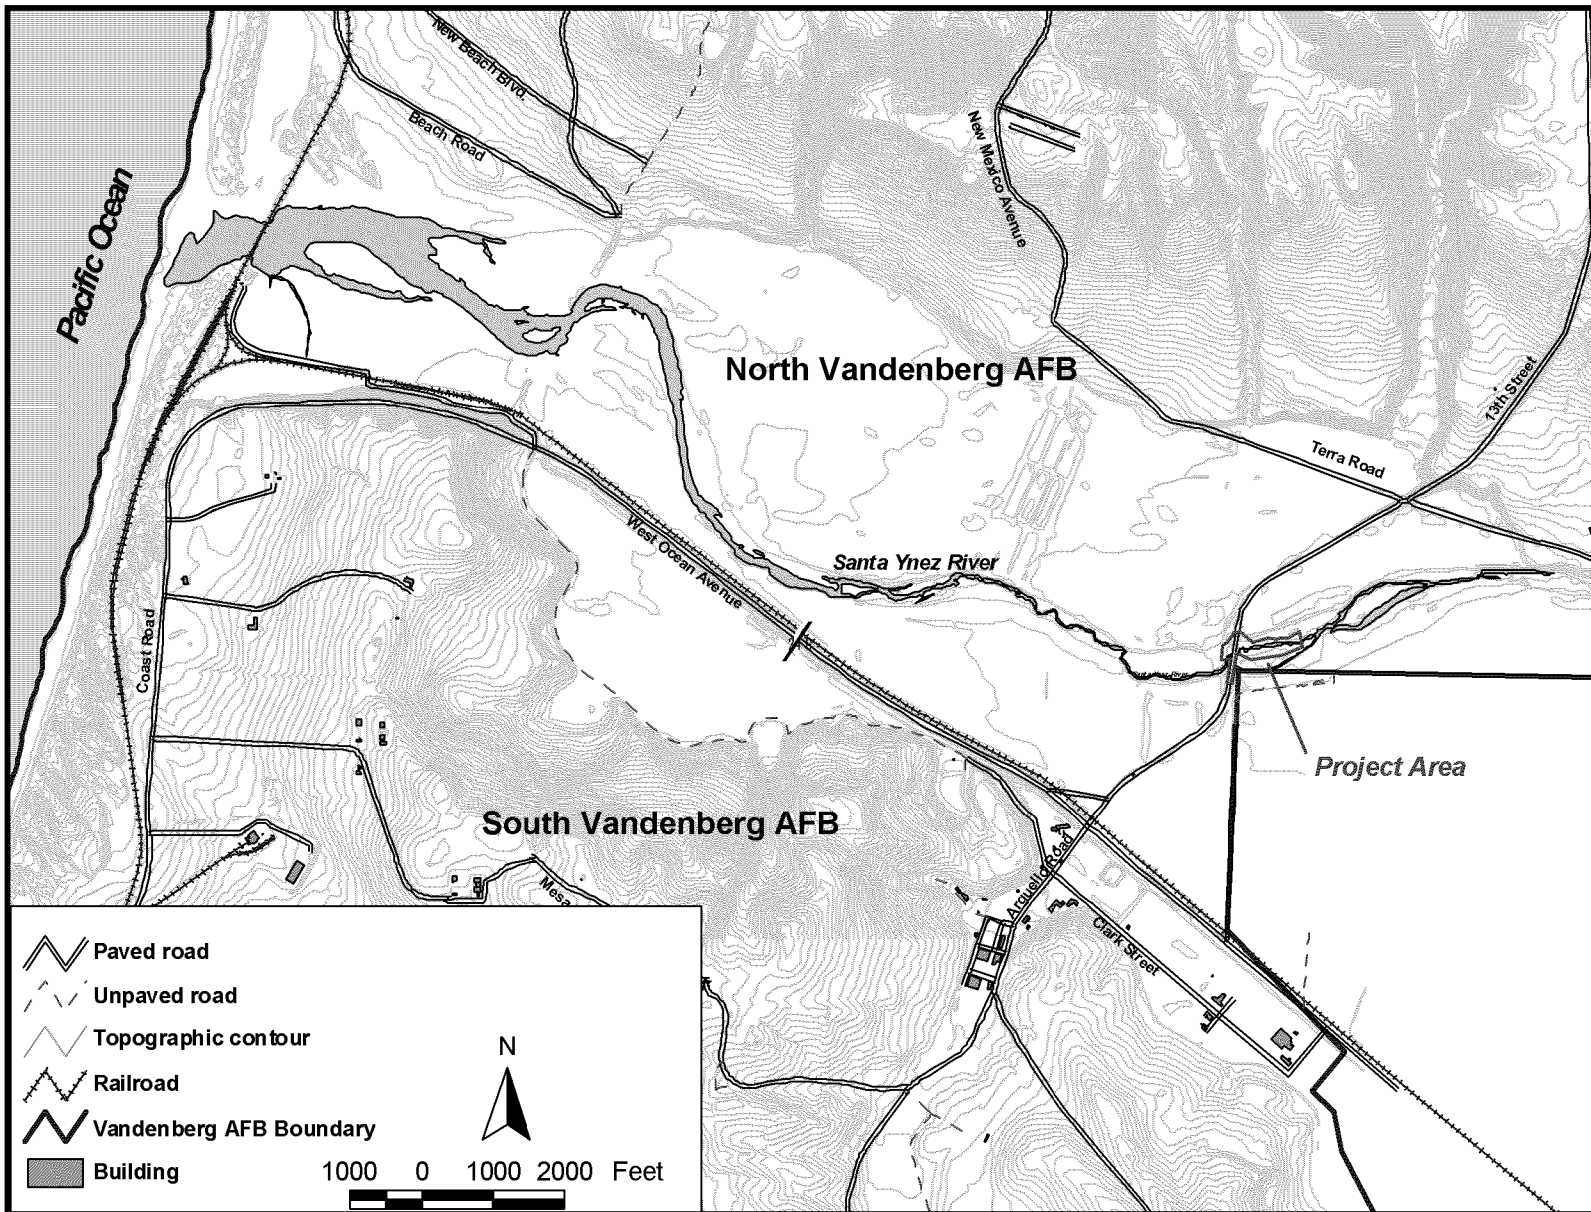 New Beach Blvd.
Beach Road
New Mexico Avenue
Pacific Ocean
North Vandenberg AFB
13th Street
Terra Road
West Ocean Avenue
Santa Ynez River
Coast Road
Project Area
South Vandenberg AFB
Mesa
Arguello Road
Clark Street
Paved road
Unpaved road
Topographic contour
Railroad
Vandenberg AFB Boundary
Building
N
1000 0 1000 2000 Feet